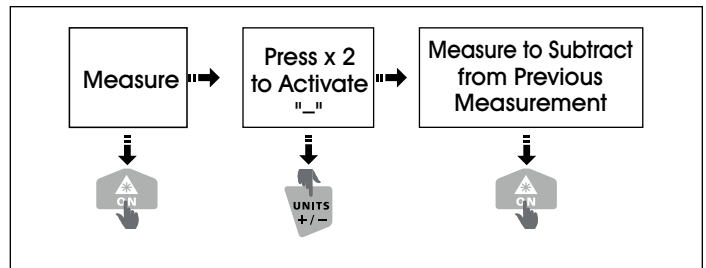 Measure
Press x 2
to Activate
"–"
Measure to Subtract
from Previous
Measurement
ON
UNITS
+/–
ON